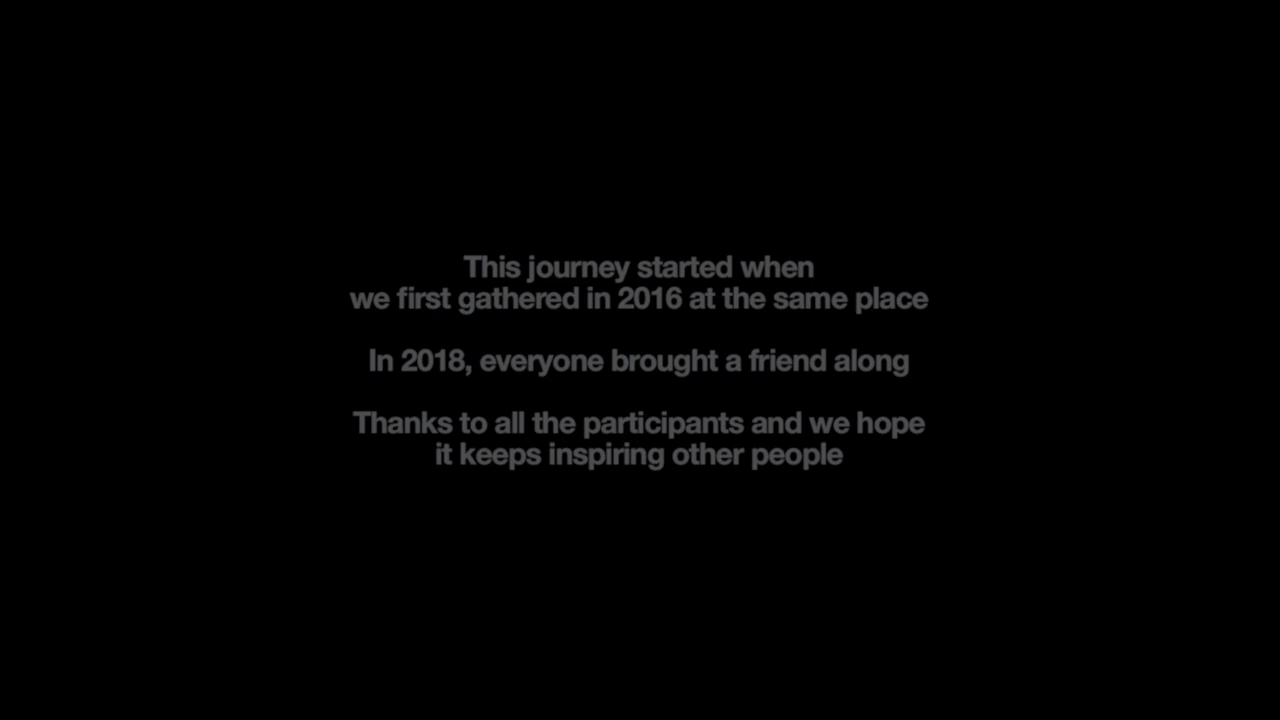 This journey started when
we first gathered in 2016 at the same place
In 2018, everyone brought a friend along
Thanks to all the participants and we hope
it keeps inspiring other people